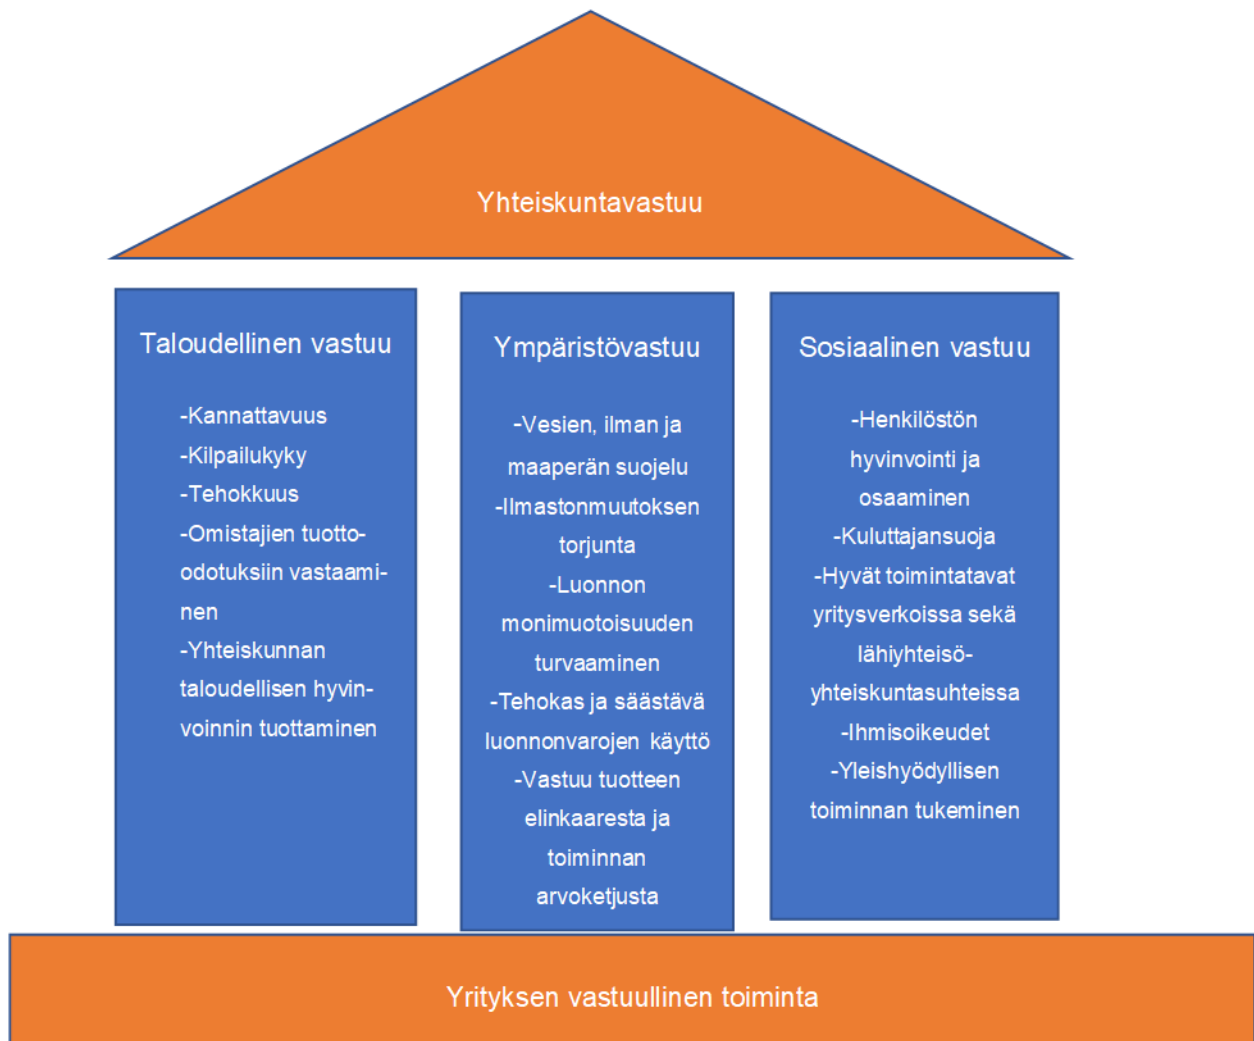 Yhteiskuntavastuu
Taloudellinen vastuu
-Kannattavuus
-Kilpailukyky
-Tehokkuus
-Omistajien tuotto-
odotuksiin vastaami-
nen
-Yhteiskunnan
taloudellisen hyvin-
voinnin tuottaminen
Ympäristövastuu
-Vesien, ilman ja
maaperän suojelu
-Ilmastonmuutoksen
torjunta
-Luonnon
monimuotoisuuden
turvaaminen
-Tehokas ja säästävä
luonnonvarojen käyttö
-Vastuu tuotteen
elinkaaresta ja
toiminnan
arvoketjusta
Sosiaalinen vastuu
-Henkilöstön
hyvinvointi ja
osaaminen
-Kuluttajansuoja
-Hyvät toimintatavat
yritysverkoissa sekä
lähiyhteisö-
yhteiskuntasuhteissa
-Ihmisoikeudet
-Yleishyödyllisen
toiminnan tukeminen
Yrityksen vastuullinen toiminta